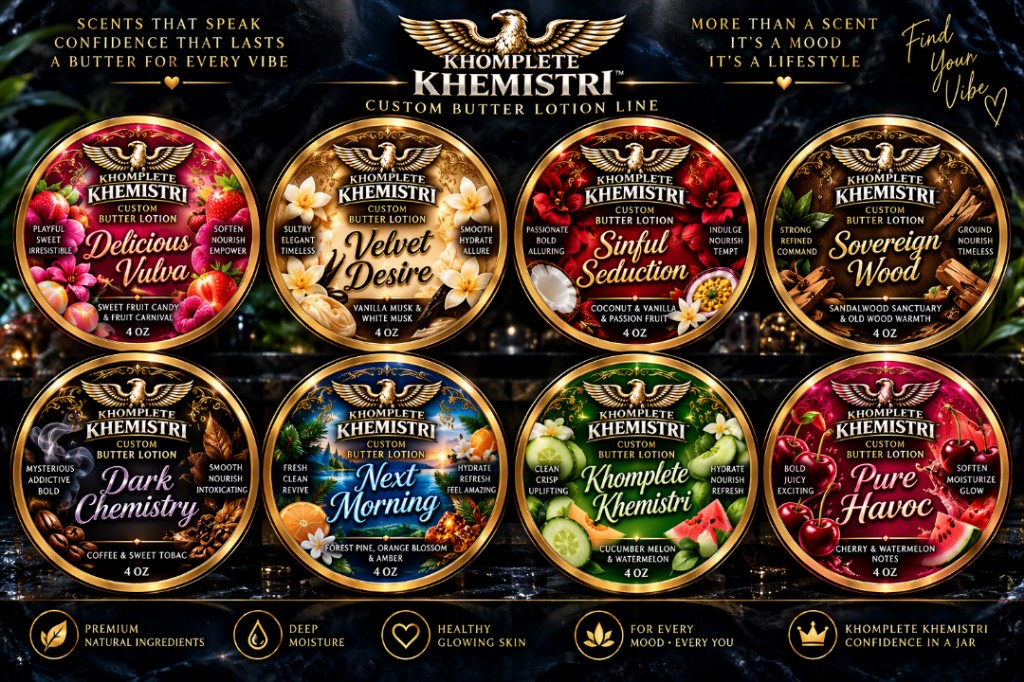 SCENTS THAT SPEAK
CONFIDENCE THAT LASTS
A BUTTER FOR EVERY VIBE
KHOMPLETE
KHEMISTRI™
CUSTOM BUTTER LOTION LINE
MORE THAN A SCENT
IT'S A MOOD
IT'S A LIFESTYLE
Find
Your
Vibe
KHOMPLETE
KHEMISTRI
CUSTOM
BUTTER LOTION
PLAYFUL
SWEET
IRRESISTIBLE
SOFTEN
NOURISH
EMPOWER
Delicious
Vulva
SWEET FRUIT CANDY
& FRUIT CARNIVAL
4 OZ
KHOMPLETE
KHEMISTRI
CUSTOM
BUTTER LOTION
SULTRY
ELEGANT
TIMELESS
SMOOTH
HYDRATE
ALLURE
Velvet
Desire
VANILLA MUSK &
WHITE MUSK
4 OZ
KHOMPLETE
KHEMISTRI
CUSTOM
BUTTER LOTION
PASSIONATE
BOLD
ALLURING
INDULGE
NOURISH
TEMPT
Sinful
Seduction
COCONUT & VANILLA
& PASSION FRUIT
4 OZ
KHOMPLETE
KHEMISTRI
CUSTOM
BUTTER LOTION
STRONG
REFINED
COMMAND
GROUND
NOURISH
TIMELESS
Sovereign
Wood
SANDALWOOD SANCTUARY
& OLD WOOD WARMTH
4 OZ
KHOMPLETE
KHEMISTRI
CUSTOM
BUTTER LOTION
MYSTERIOUS
ADDICTIVE
BOLD
SMOOTH
NOURISH
INTOXICATING
Dark
Chemistry
COFFEE & SWEET TOBAC
4 OZ
KHOMPLETE
KHEMISTRI
CUSTOM
BUTTER LOTION
FRESH
CLEAN
REVIVE
HYDRATE
REFRESH
FEEL AMAZING
Next
Morning
FOREST PINE, ORANGE BLOSSOM
& AMBER
4 OZ
KHOMPLETE
KHEMISTRI
CUSTOM
BUTTER LOTION
CLEAN
CRISP
UPLIFTING
HYDRATE
NOURISH
REFRESH
Khomplete
Khemistri
CUCUMBER MELON
& WATERMELON
4 OZ
KHOMPLETE
KHEMISTRI
CUSTOM
BUTTER LOTION
BOLD
JUICY
EXCITING
SOFTEN
MOISTURIZE
GLOW
Pure
Havoc
CHERRY & WATERMELON
NOTES
4 OZ
PREMIUM
NATURAL INGREDIENTS
DEEP
MOISTURE
HEALTHY
GLOWING SKIN
FOR EVERY
MOOD • EVERY YOU
KHOMPLETE KHEMISTRI
CONFIDENCE IN A JAR